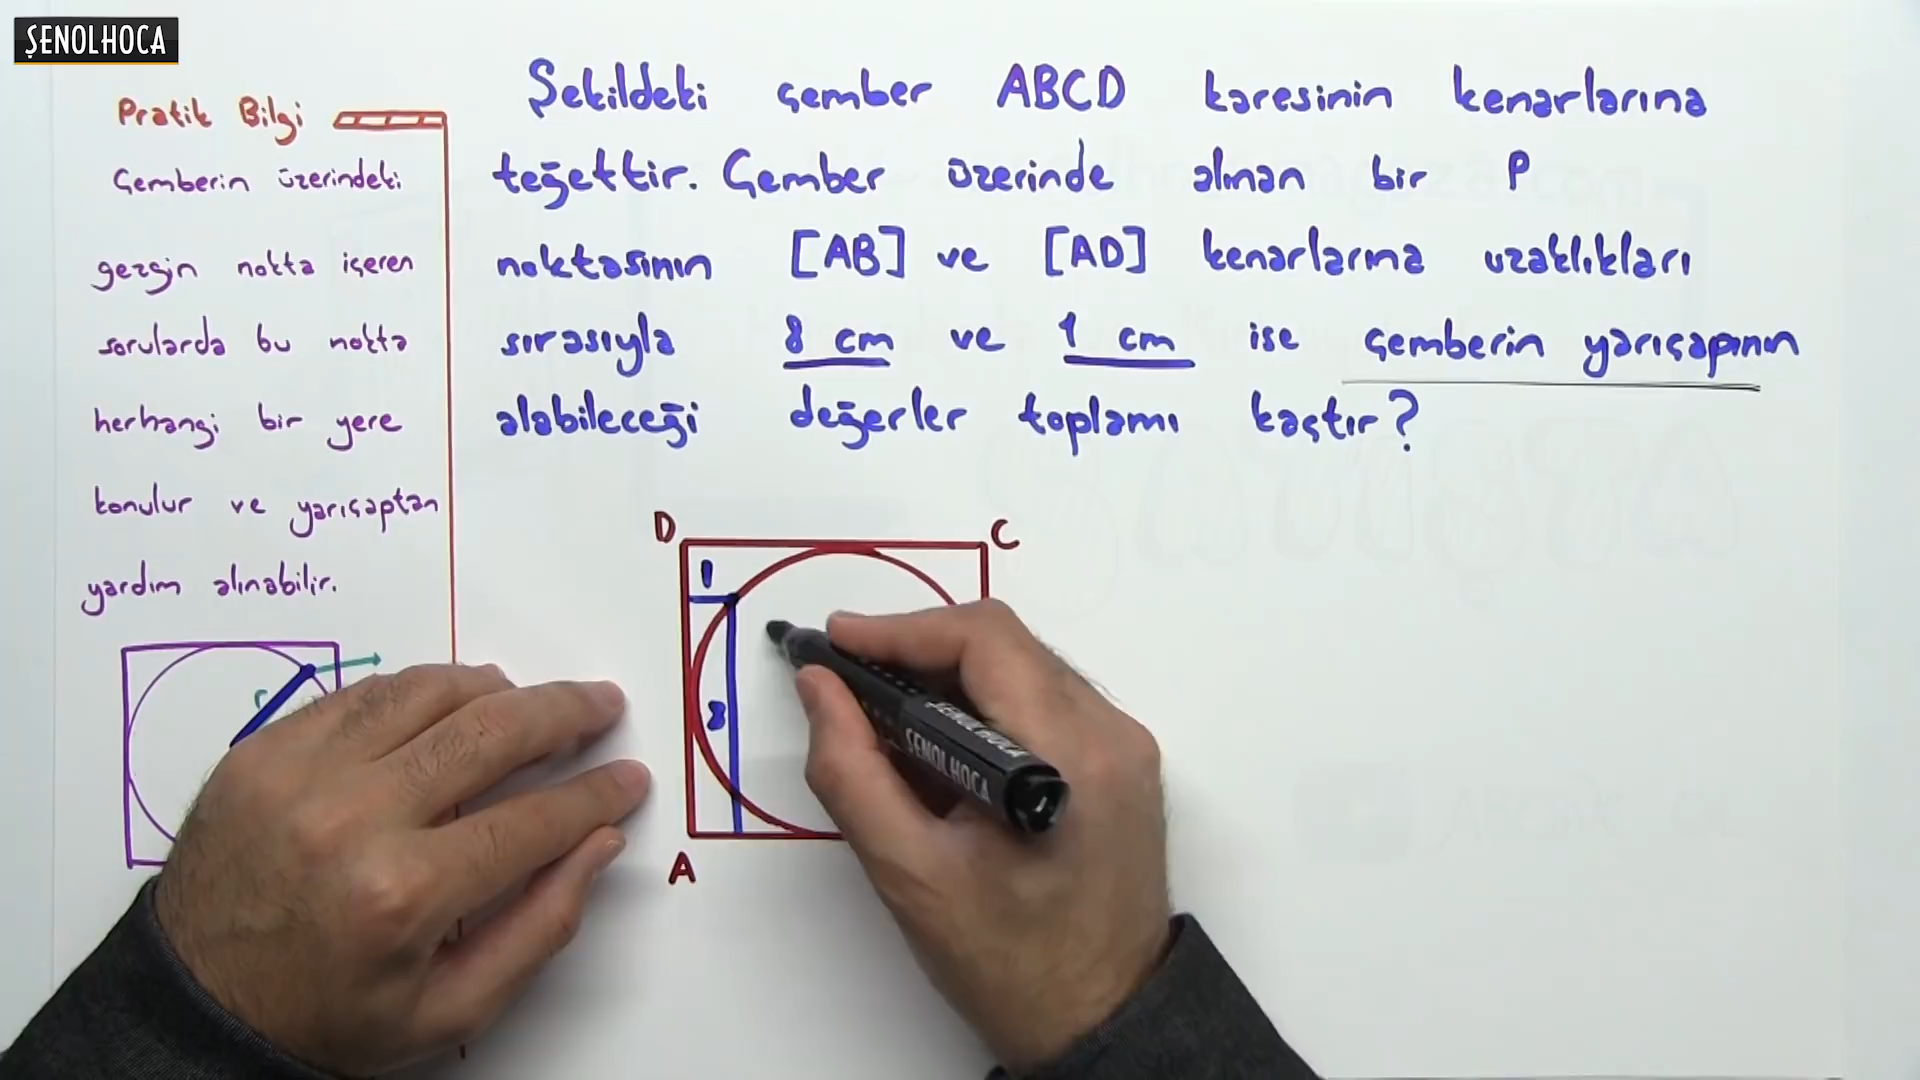 ŞENOLHOCA
Pratik Bilgi
Çemberin üzerindeki
gezgin nokta içeren
sorularda bu nokta
herhangi bir yere
konulur ve yarıçaptan
yardım alınabilir.
r
Şekildeki çember ABCD karesinin kenarlarına
teğettir. Çember üzerinde alınan bir P
noktasının [AB] ve [AD] kenarlarına uzaklıkları
sırasıyla 8 cm ve 1 cm ise çemberin yarıçapının
alabileceği değerler toplamı kaçtır?
D C
1
8
A
ŞENOLHOCA
ŞENOLHOCA